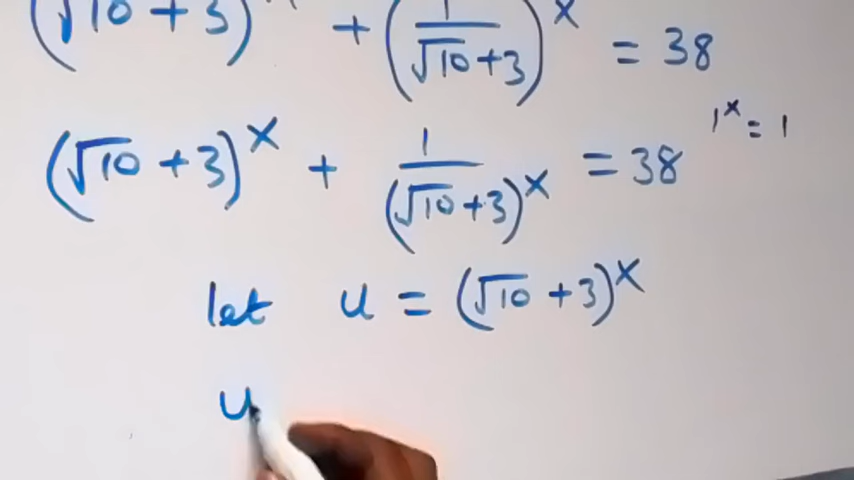 (√10 + 3)^x + (1/(√10+3))^x = 38
(√10 + 3)^x + 1/(√10+3)^x = 38
1^x = 1
let u = (√10 + 3)^x
u